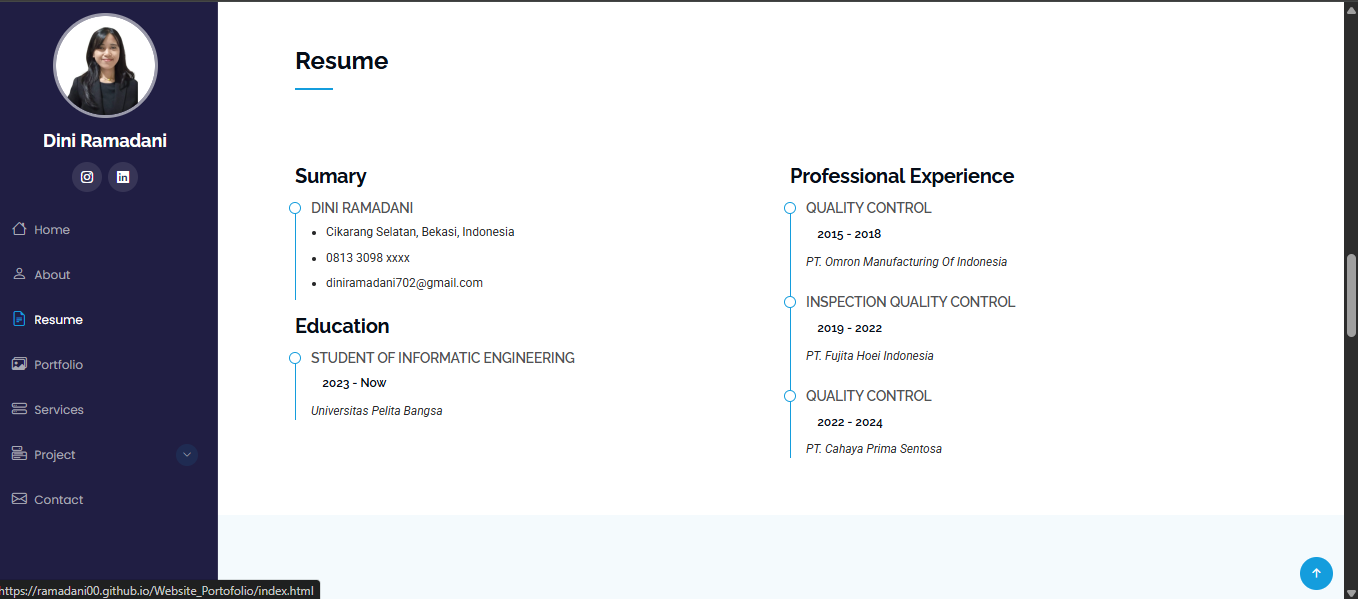 Dini Ramadani
Home
About
Resume
Portfolio
Services
Project
Contact
Resume
Sumary
DINI RAMADANI
Cikarang Selatan, Bekasi, Indonesia
0813 3098 xxxx
diniramadani702@gmail.com
Education
STUDENT OF INFORMATIC ENGINEERING
2023 - Now
Universitas Pelita Bangsa
Professional Experience
QUALITY CONTROL
2015 - 2018
PT. Omron Manufacturing Of Indonesia
INSPECTION QUALITY CONTROL
2019 - 2022
PT. Fujita Hoei Indonesia
QUALITY CONTROL
2022 - 2024
PT. Cahaya Prima Sentosa
https://ramadani00.github.io/Website_Portofolio/index.html